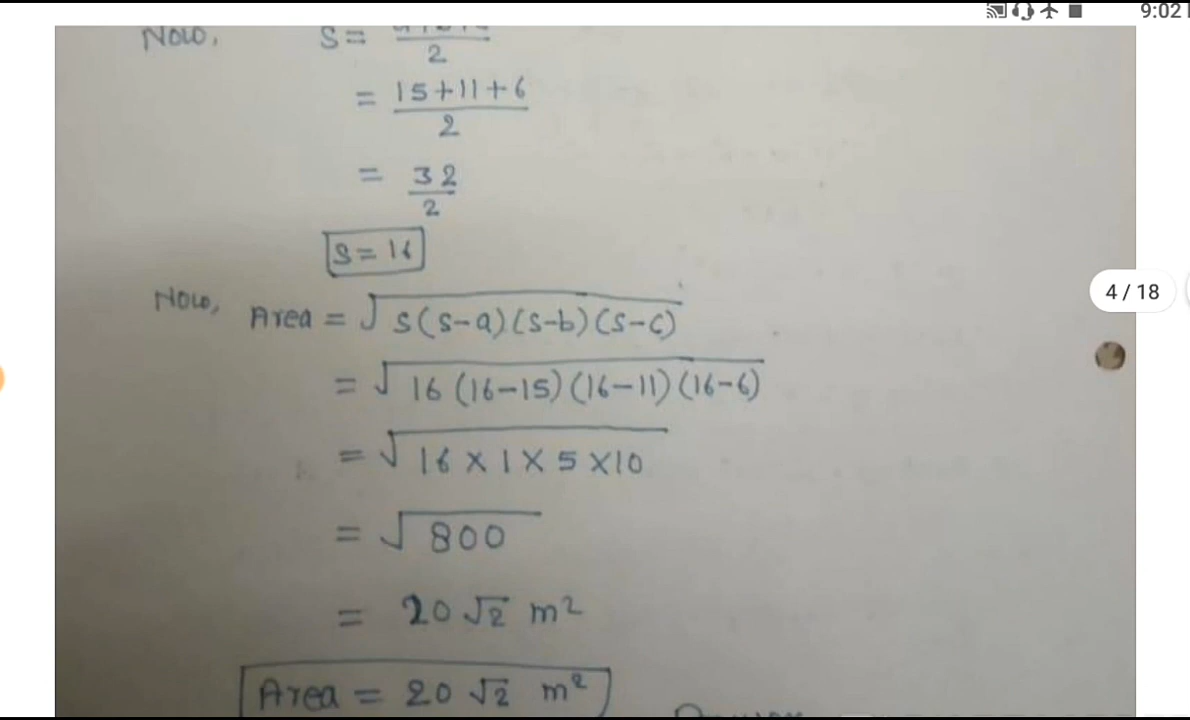 9:02
Now, S =
2
= 15+11+6
2
= 32
2
S = 16
4 / 18
Now, Area = √ s(s-a)(s-b)(s-c)
= √ 16 (16-15)(16-11)(16-6)
= √ 16 × 1 × 5 ×10
= √ 800
= 20 √2 m²
Area = 20 √2 m²